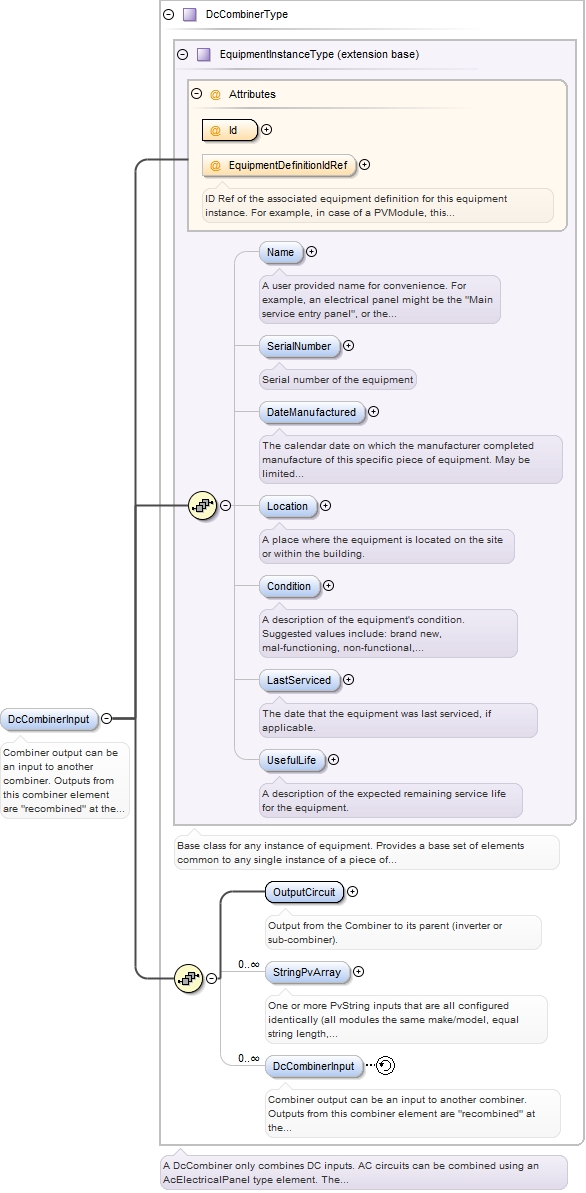 DcCombinerType
EquipmentInstanceType (extension base)
@ Attributes
@ Id
@ EquipmentDefinitionIdRef
ID Ref of the associated equipment definition for this equipment
instance. For example, in case of a PVModule, this...
Name
A user provided name for convenience. For
example, an electrical panel might be the "Main
service entry panel", or the...
SerialNumber
Serial number of the equipment
DateManufactured
The calendar date on which the manufacturer completed
manufacture of this specific piece of equipment. May be
limited...
Location
A place where the equipment is located on the site
or within the building.
Condition
A description of the equipment's condition.
Suggested values include: brand new,
mal-functioning, non-functional,...
LastServiced
The date that the equipment was last serviced, if
applicable.
UsefulLife
A description of the expected remaining service life
for the equipment.
DcCombinerInput
Combiner output can be
an input to another
combiner. Outputs from
this combiner element
are "recombined" at the...
Base class for any instance of equipment. Provides a base set of elements
common to any single instance of a piece of...
OutputCircuit
Output from the Combiner to its parent (inverter or
sub-combiner).
0..∞
StringPvArray
One or more PvString inputs that are all configured
identically (all modules the same make/model, equal
string length,...
0..∞
DcCombinerInput
Combiner output can be an input to another combiner.
Outputs from this combiner element are "recombined" at
the...
A DcCombiner only combines DC inputs. AC circuits can be combined using an
AcElectricalPanel type element. The...